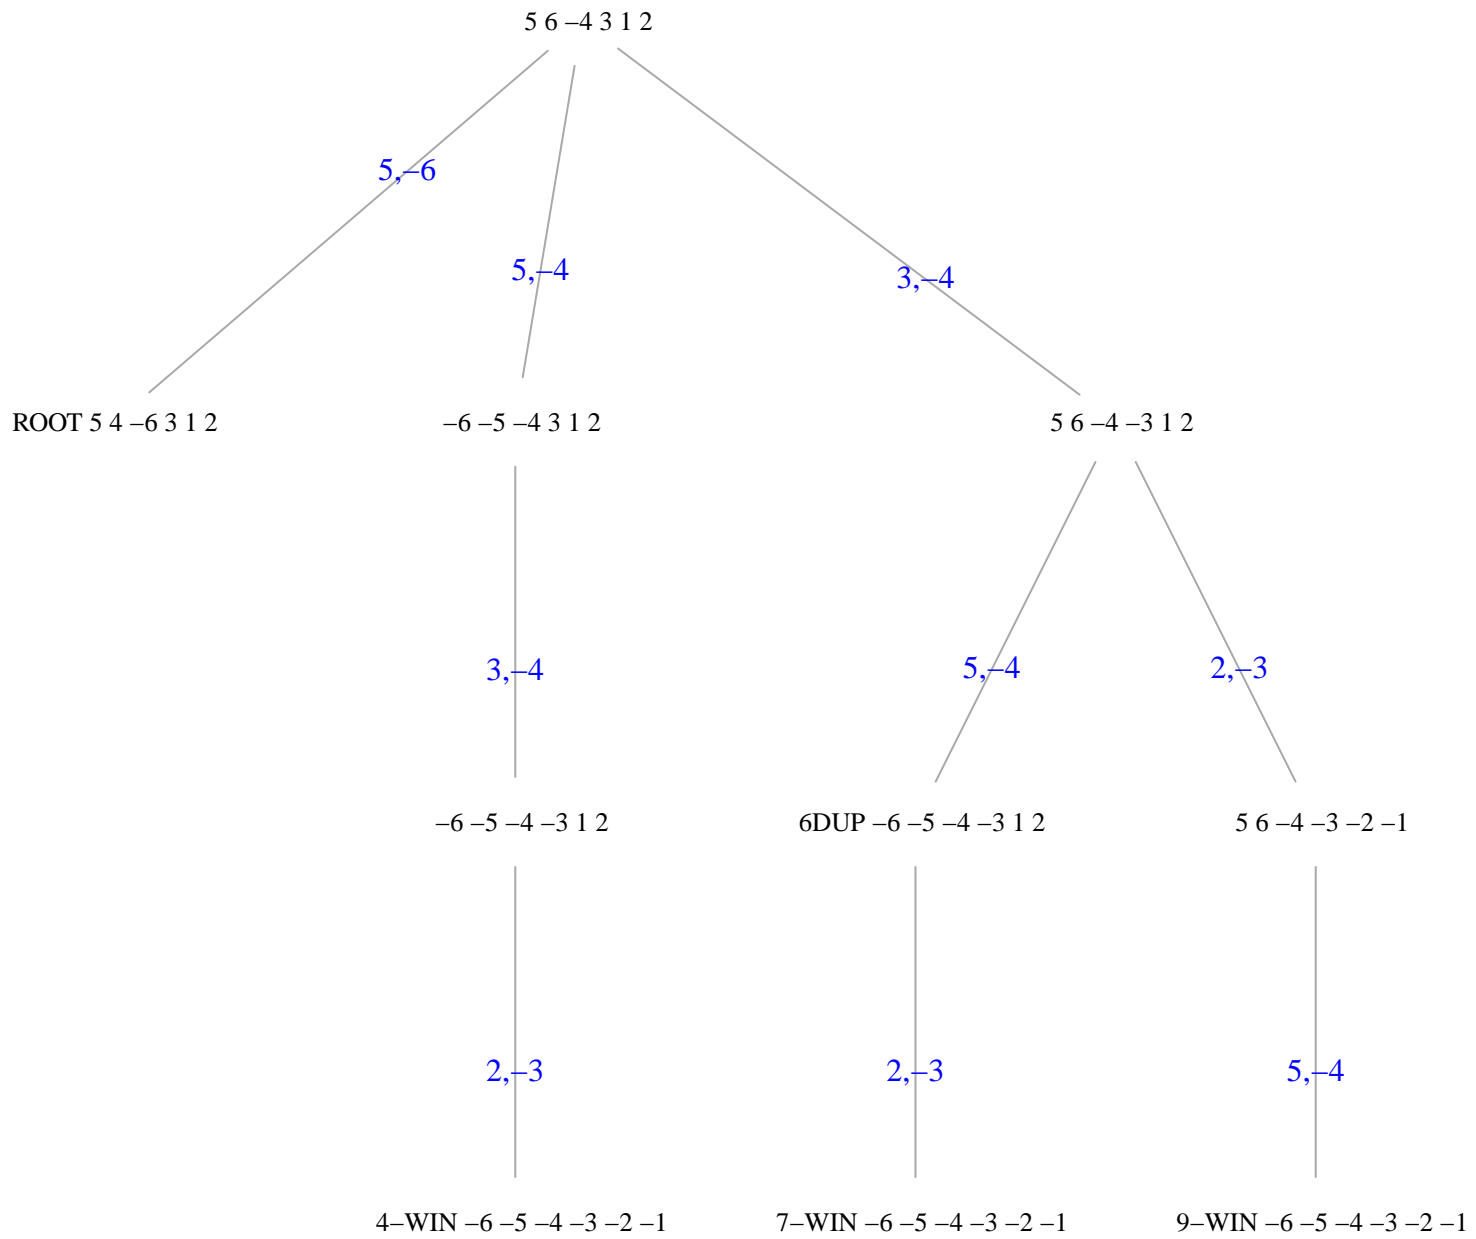 5 6 –4 3 1 2
5,–6
5,–4
3,–4
ROOT 5 4 –6 3 1 2
–6 –5 –4 3 1 2
5 6 –4 –3 1 2
3,–4
5,–4
2,–3
–6 –5 –4 –3 1 2
6DUP –6 –5 –4 –3 1 2
5 6 –4 –3 –2 –1
2,–3
2,–3
5,–4
4–WIN –6 –5 –4 –3 –2 –1
7–WIN –6 –5 –4 –3 –2 –1
9–WIN –6 –5 –4 –3 –2 –1